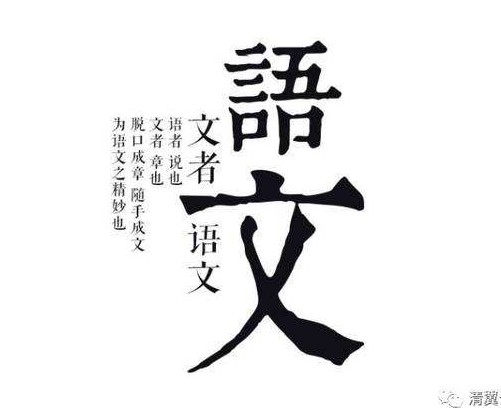 語文
文者 语文
语者 说也
文者 章也
脱口成章 随手成文
为语文之精妙也
清翼